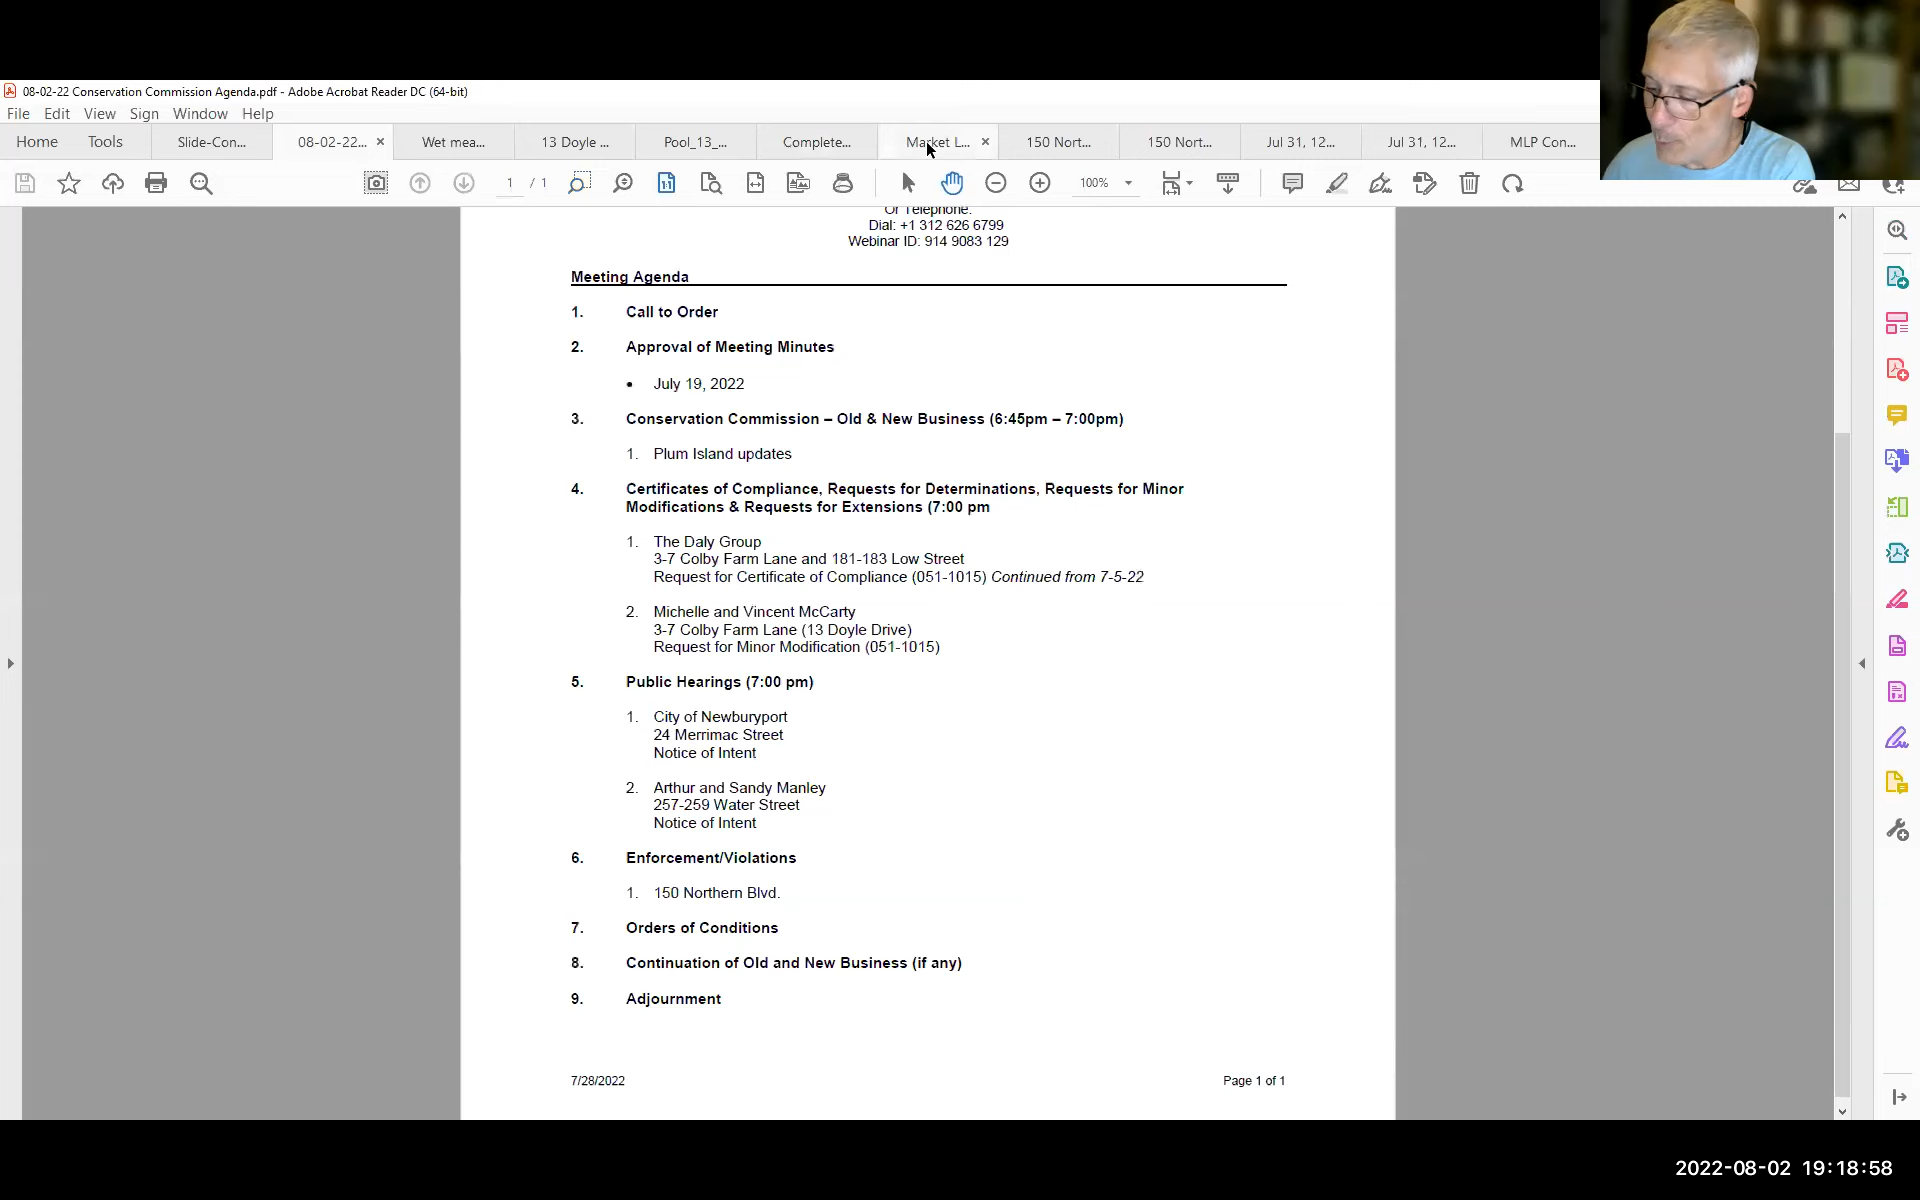 08-02-22 Conservation Commission Agenda.pdf - Adobe Acrobat Reader DC (64-bit)
File Edit View Sign Window Help
Home Tools Slide-Con... 08-02-22... × Wet mea... 13 Doyle ... Pool_13_... Complete... Market L... × 150 Nort... 150 Nort... Jul 31, 12... Jul 31, 12... MLP Con...
1 / 1 100%
Or Telephone:
Dial: +1 312 626 6799
Webinar ID: 914 9083 129
Meeting Agenda
1. Call to Order
2. Approval of Meeting Minutes
• July 19, 2022
3. Conservation Commission – Old & New Business (6:45pm – 7:00pm)
1. Plum Island updates
4. Certificates of Compliance, Requests for Determinations, Requests for Minor
Modifications & Requests for Extensions (7:00 pm
1. The Daly Group
3-7 Colby Farm Lane and 181-183 Low Street
Request for Certificate of Compliance (051-1015) Continued from 7-5-22
2. Michelle and Vincent McCarty
3-7 Colby Farm Lane (13 Doyle Drive)
Request for Minor Modification (051-1015)
5. Public Hearings (7:00 pm)
1. City of Newburyport
24 Merrimac Street
Notice of Intent
2. Arthur and Sandy Manley
257-259 Water Street
Notice of Intent
6. Enforcement/Violations
1. 150 Northern Blvd.
7. Orders of Conditions
8. Continuation of Old and New Business (if any)
9. Adjournment
7/28/2022 Page 1 of 1
2022-08-02 19:18:58